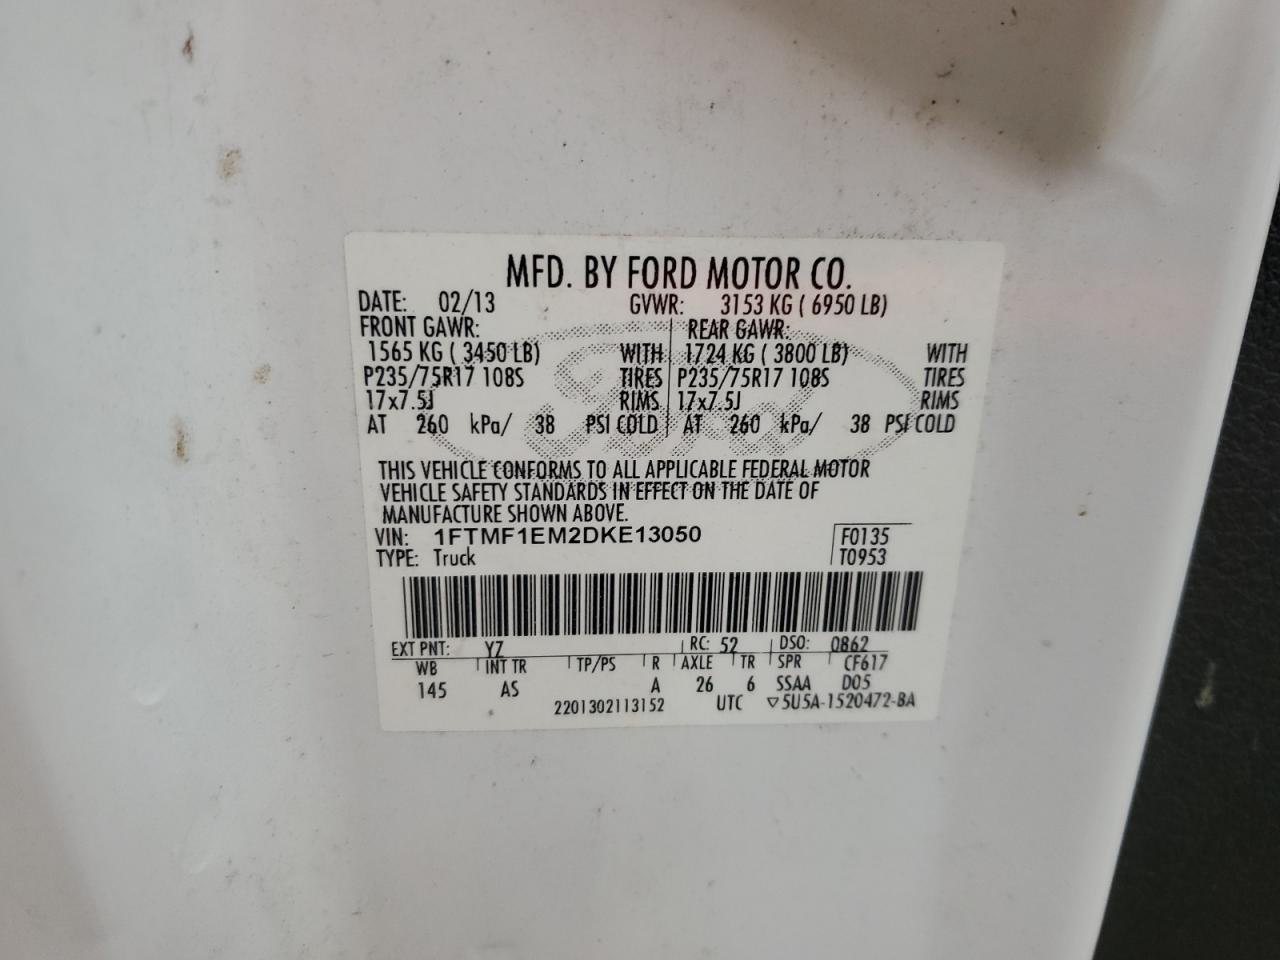 MFD. BY FORD MOTOR CO.
DATE: 02/13 GVWR: 3153 KG ( 6950 LB)
FRONT GAWR: REAR GAWR:
1565 KG ( 3450 LB) WITH 1724 KG ( 3800 LB) WITH
P235/75R17 108S TIRES P235/75R17 108S TIRES
17x7.5J RIMS 17x7.5J RIMS
AT 260 kPa/ 38 PSI COLD AT 260 kPa/ 38 PSI COLD
Ford
THIS VEHICLE CONFORMS TO ALL APPLICABLE FEDERAL MOTOR
VEHICLE SAFETY STANDARDS IN EFFECT ON THE DATE OF
MANUFACTURE SHOWN ABOVE.
VIN: 1FTMF1EM2DKE13050 F0135
TYPE: Truck T0953
EXT PNT: YZ RC: 52 DSO: 0862
WB INT TR TP/PS R AXLE TR SPR CF617
145 AS A 26 6 SSAA D05
2201302113152 UTC ▽5U5A-1520472-BA